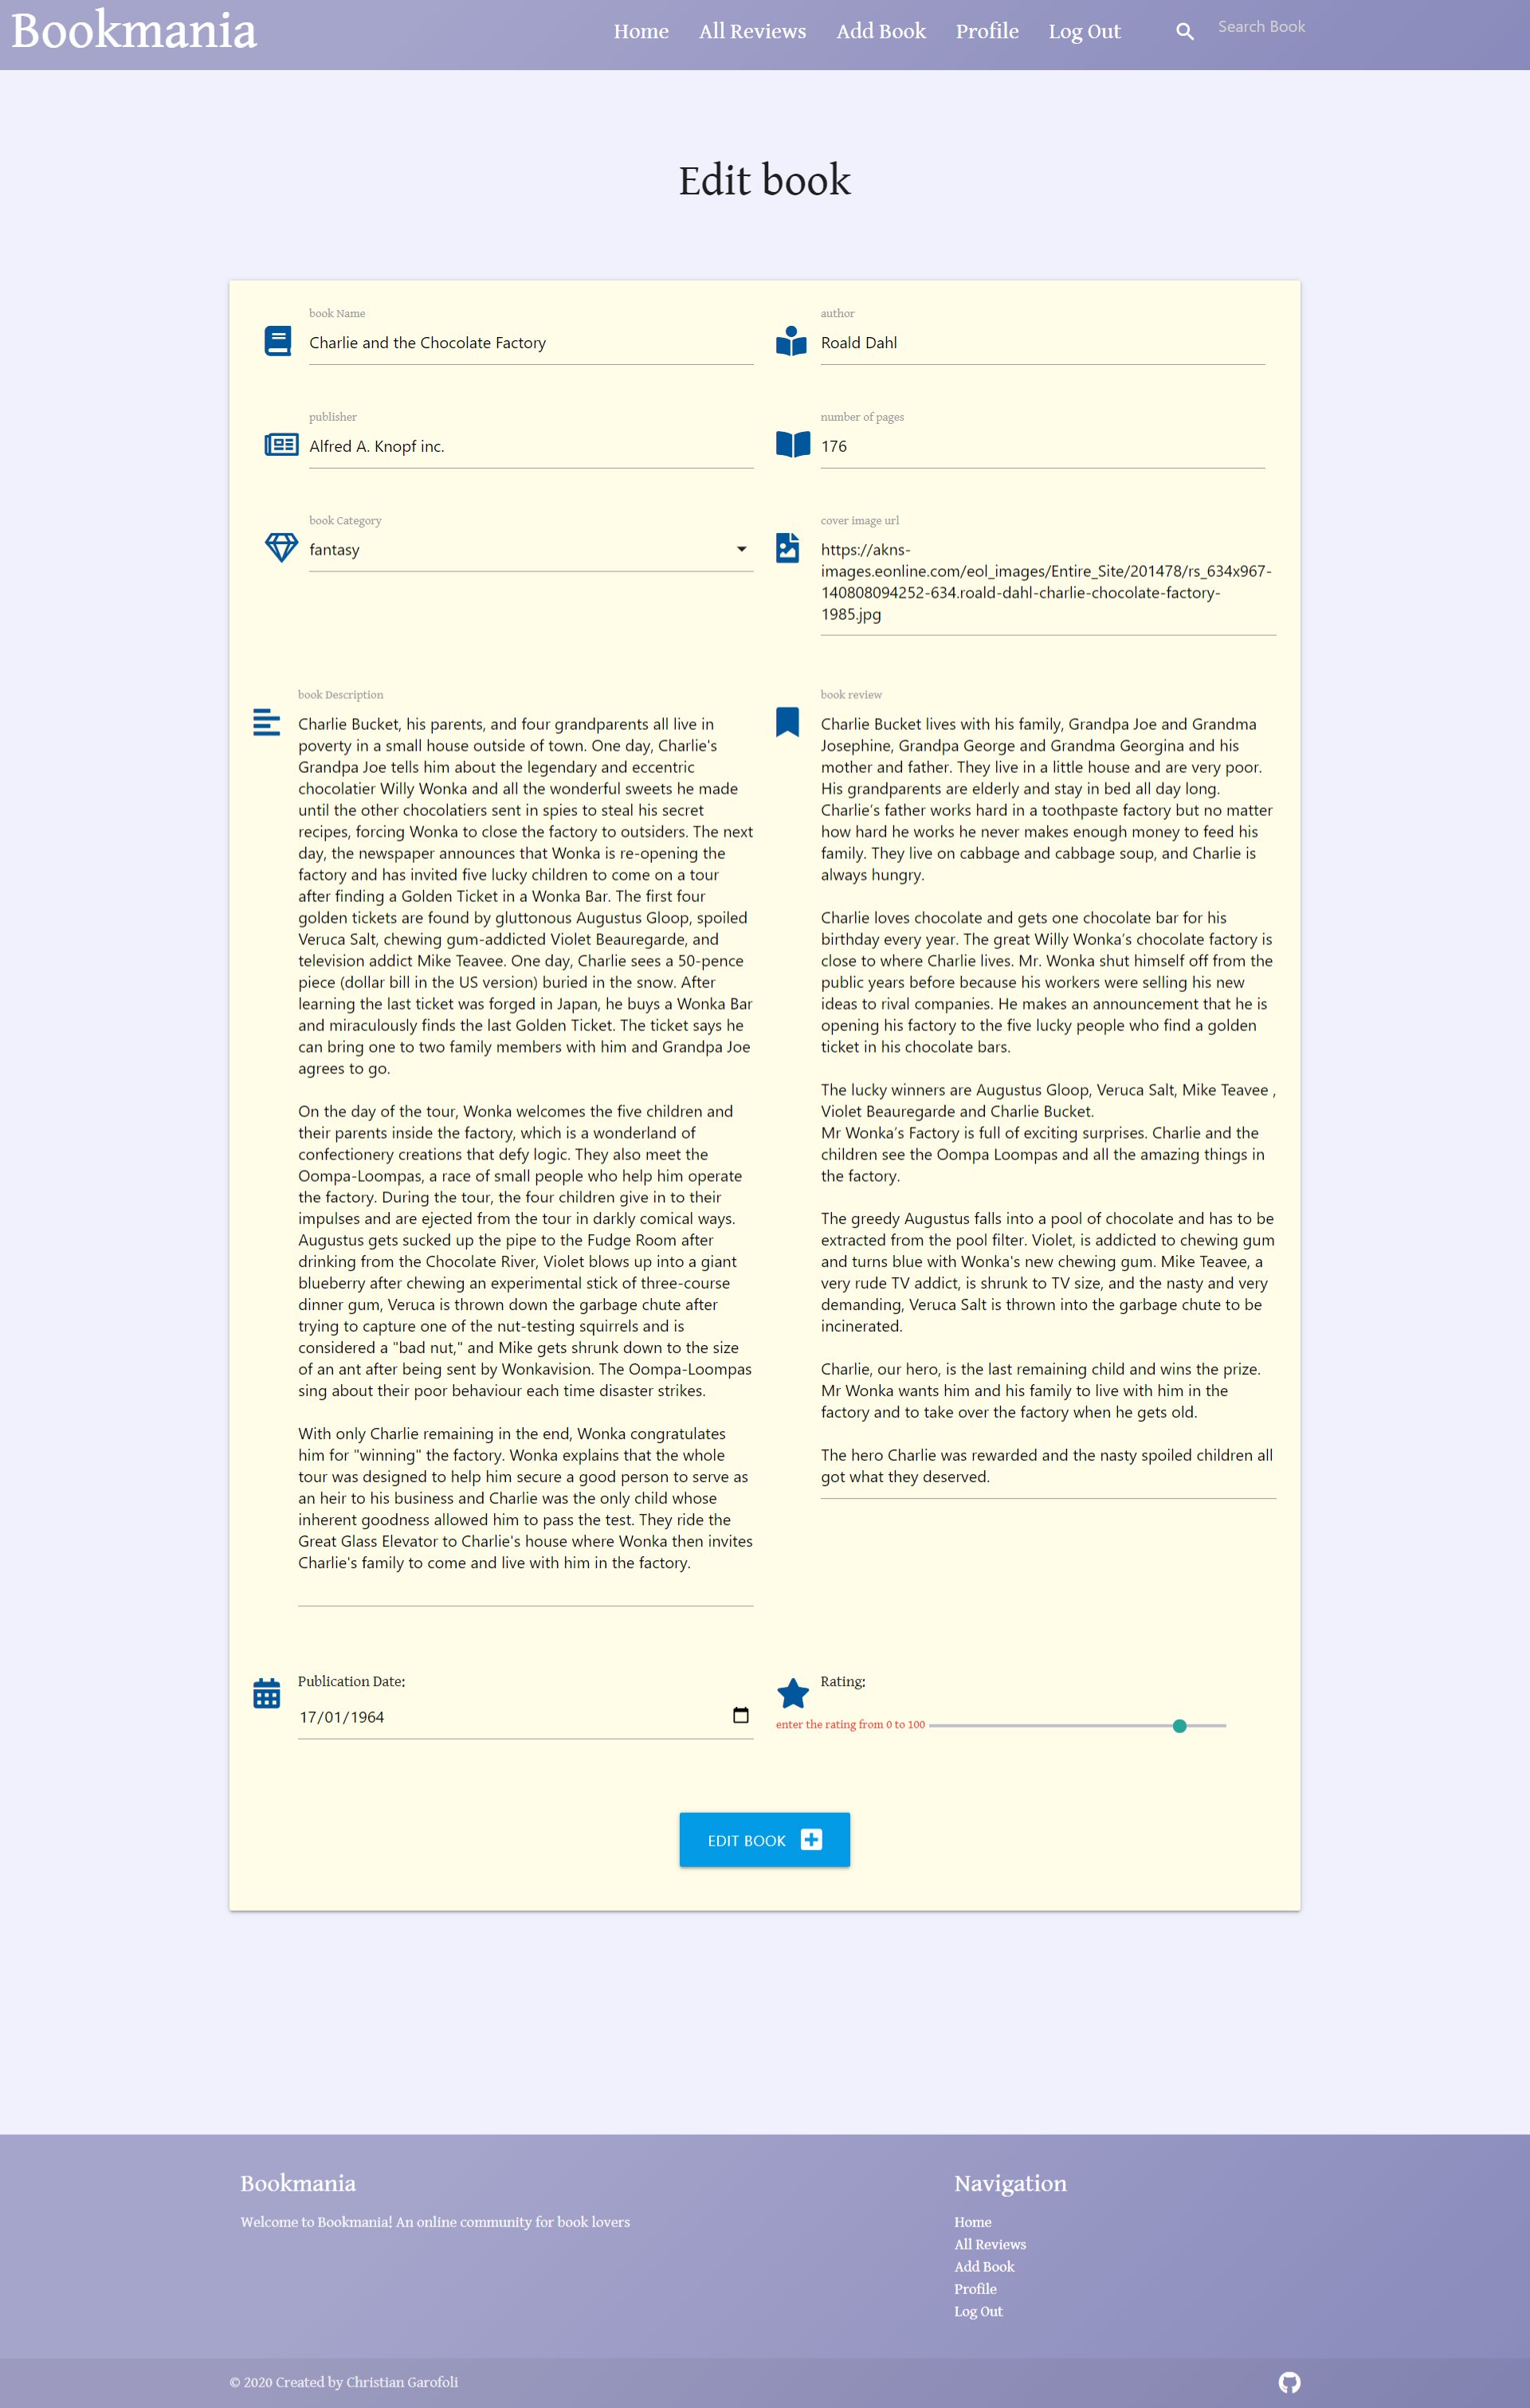 Bookmania
Home All Reviews Add Book Profile Log Out Search Book
Edit book
book Name
Charlie and the Chocolate Factory
author
Roald Dahl
publisher
Alfred A. Knopf inc.
number of pages
176
book Category
fantasy
cover image url
https://akns-
images.eonline.com/eol_images/Entire_Site/201478/rs_634x967-
140808094252-634.roald-dahl-charlie-chocolate-factory-
1985.jpg
book Description
Charlie Bucket, his parents, and four grandparents all live in
poverty in a small house outside of town. One day, Charlie's
Grandpa Joe tells him about the legendary and eccentric
chocolatier Willy Wonka and all the wonderful sweets he made
until the other chocolatiers sent in spies to steal his secret
recipes, forcing Wonka to close the factory to outsiders. The next
day, the newspaper announces that Wonka is re-opening the
factory and has invited five lucky children to come on a tour
after finding a Golden Ticket in a Wonka Bar. The first four
golden tickets are found by gluttonous Augustus Gloop, spoiled
Veruca Salt, chewing gum-addicted Violet Beauregarde, and
television addict Mike Teavee. One day, Charlie sees a 50-pence
piece (dollar bill in the US version) buried in the snow. After
learning the last ticket was forged in Japan, he buys a Wonka Bar
and miraculously finds the last Golden Ticket. The ticket says he
can bring one to two family members with him and Grandpa Joe
agrees to go.
On the day of the tour, Wonka welcomes the five children and
their parents inside the factory, which is a wonderland of
confectionery creations that defy logic. They also meet the
Oompa-Loompas, a race of small people who help him operate
the factory. During the tour, the four children give in to their
impulses and are ejected from the tour in darkly comical ways.
Augustus gets sucked up the pipe to the Fudge Room after
drinking from the Chocolate River, Violet blows up into a giant
blueberry after chewing an experimental stick of three-course
dinner gum, Veruca is thrown down the garbage chute after
trying to capture one of the nut-testing squirrels and is
considered a "bad nut," and Mike gets shrunk down to the size
of an ant after being sent by Wonkavision. The Oompa-Loompas
sing about their poor behaviour each time disaster strikes.
With only Charlie remaining in the end, Wonka congratulates
him for "winning" the factory. Wonka explains that the whole
tour was designed to help him secure a good person to serve as
an heir to his business and Charlie was the only child whose
inherent goodness allowed him to pass the test. They ride the
Great Glass Elevator to Charlie's house where Wonka then invites
Charlie's family to come and live with him in the factory.
book review
Charlie Bucket lives with his family, Grandpa Joe and Grandma
Josephine, Grandpa George and Grandma Georgina and his
mother and father. They live in a little house and are very poor.
His grandparents are elderly and stay in bed all day long.
Charlie’s father works hard in a toothpaste factory but no matter
how hard he works he never makes enough money to feed his
family. They live on cabbage and cabbage soup, and Charlie is
always hungry.
Charlie loves chocolate and gets one chocolate bar for his
birthday every year. The great Willy Wonka’s chocolate factory is
close to where Charlie lives. Mr. Wonka shut himself off from the
public years before because his workers were selling his new
ideas to rival companies. He makes an announcement that he is
opening his factory to the five lucky people who find a golden
ticket in his chocolate bars.
The lucky winners are Augustus Gloop, Veruca Salt, Mike Teavee ,
Violet Beauregarde and Charlie Bucket.
Mr Wonka’s Factory is full of exciting surprises. Charlie and the
children see the Oompa Loompas and all the amazing things in
the factory.
The greedy Augustus falls into a pool of chocolate and has to be
extracted from the pool filter. Violet, is addicted to chewing gum
and turns blue with Wonka's new chewing gum. Mike Teavee, a
very rude TV addict, is shrunk to TV size, and the nasty and very
demanding, Veruca Salt is thrown into the garbage chute to be
incinerated.
Charlie, our hero, is the last remaining child and wins the prize.
Mr Wonka wants him and his family to live with him in the
factory and to take over the factory when he gets old.
The hero Charlie was rewarded and the nasty spoiled children all
got what they deserved.
Publication Date:
17/01/1964
Rating:
enter the rating from 0 to 100
EDIT BOOK
Bookmania
Welcome to Bookmania! An online community for book lovers
Navigation
Home
All Reviews
Add Book
Profile
Log Out
© 2020 Created by Christian Garofoli